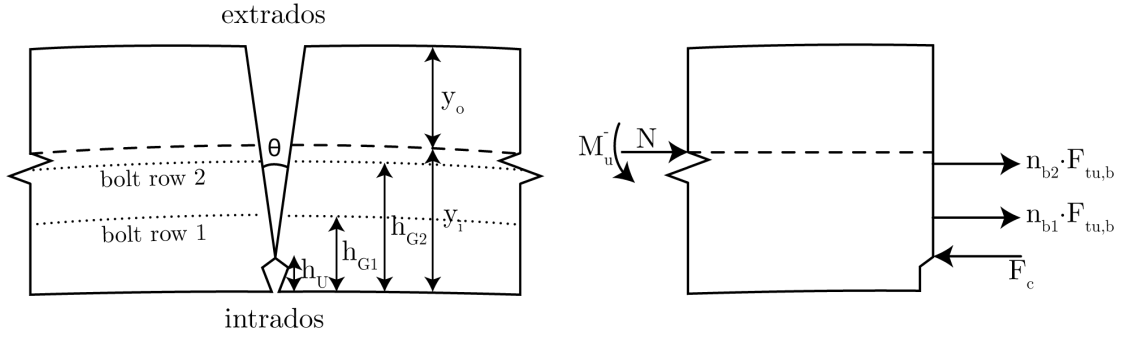 extrados
y_o
θ
bolt row 2
bolt row 1
h_U
h_G1
h_G2
y_i
intrados
M_u^-
N
n_b2·F_tu,b
n_b1·F_tu,b
F_c